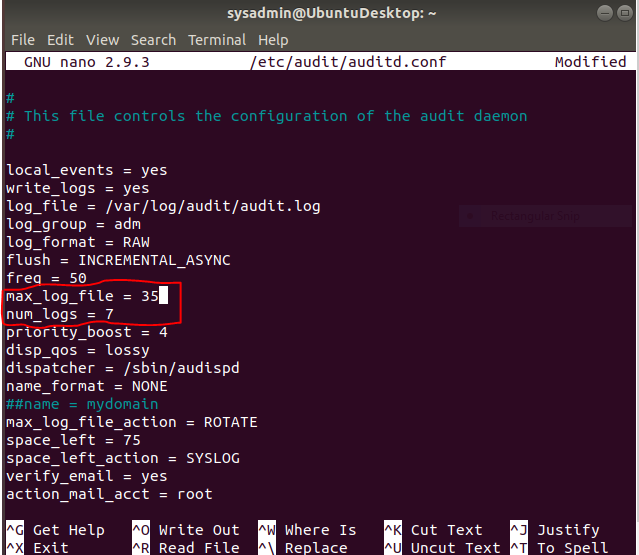 sysadmin@UbuntuDesktop: ~
File Edit View Search Terminal Help
GNU nano 2.9.3 /etc/audit/auditd.conf Modified
#
# This file controls the configuration of the audit daemon
#
local_events = yes
write_logs = yes
log_file = /var/log/audit/audit.log
log_group = adm
log_format = RAW
flush = INCREMENTAL_ASYNC
freq = 50
max_log_file = 35
num_logs = 7
priority_boost = 4
disp_qos = lossy
dispatcher = /sbin/audispd
name_format = NONE
##name = mydomain
max_log_file_action = ROTATE
space_left = 75
space_left_action = SYSLOG
verify_email = yes
action_mail_acct = root
^G Get Help ^O Write Out ^W Where Is ^K Cut Text ^J Justify
^X Exit ^R Read File ^\ Replace ^U Uncut Text ^T To Spell
Rectangular Snip